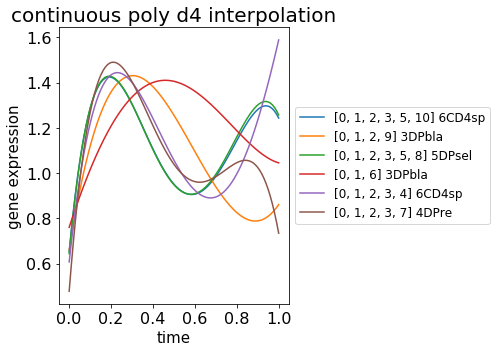 continuous poly d4 interpolation
gene expression
1.6
1.4
1.2
1.0
0.8
0.6
0.0 0.2 0.4 0.6 0.8 1.0
time
[0, 1, 2, 3, 5, 10] 6CD4sp
[0, 1, 2, 9] 3DPbla
[0, 1, 2, 3, 5, 8] 5DPsel
[0, 1, 6] 3DPbla
[0, 1, 2, 3, 4] 6CD4sp
[0, 1, 2, 3, 7] 4DPre